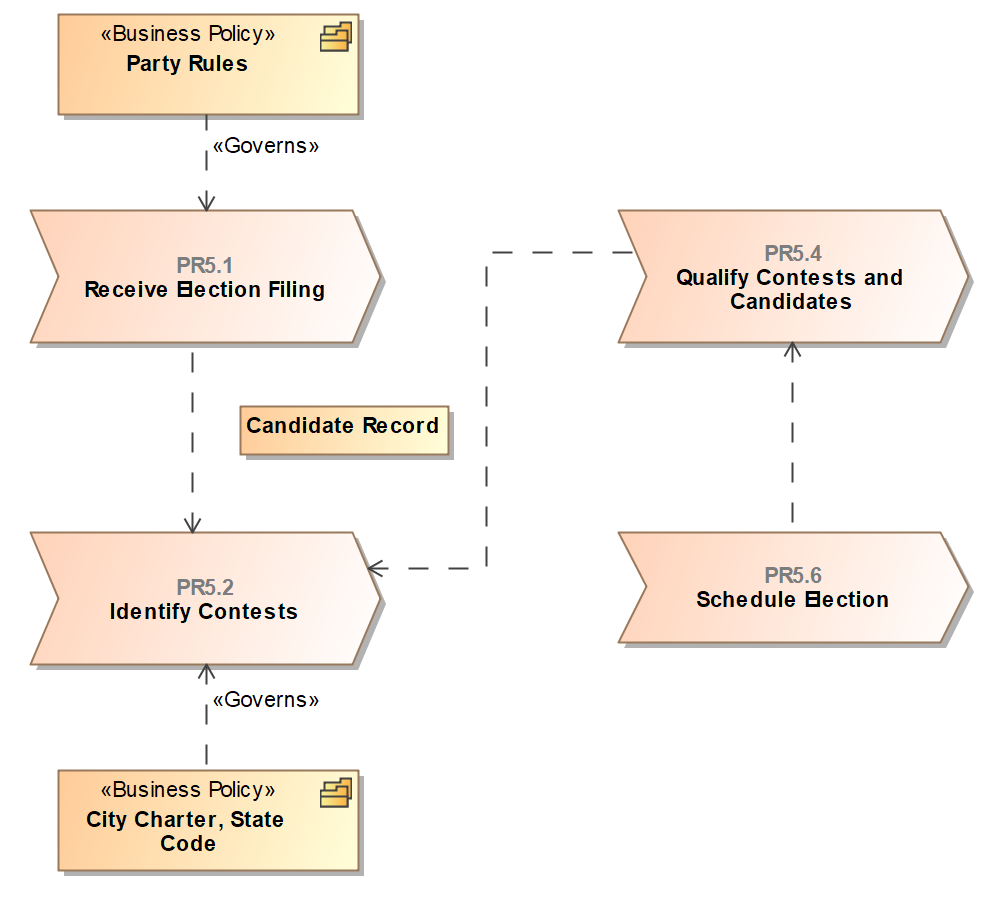 «Business Policy»
Party Rules
«Governs»
PR5.1
Receive Election Filing
PR5.4
Qualify Contests and
Candidates
Candidate Record
PR5.2
Identify Contests
PR5.6
Schedule Election
«Governs»
«Business Policy»
City Charter, State
Code